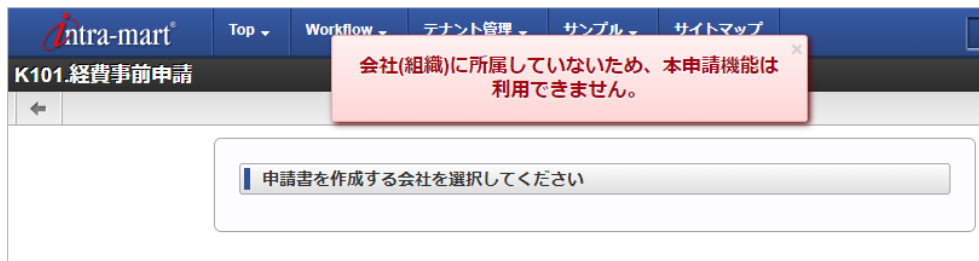 intra-mart®
Top Workflow テナント管理 サンプル サイトマップ
会社(組織)に所属していないため、本申請機能は
利用できません。
×
K101.経費事前申請
申請書を作成する会社を選択してください